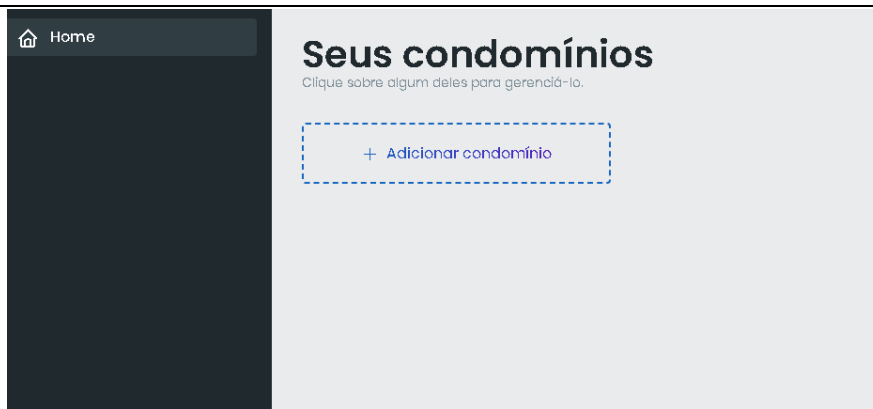 Home
Seus condomínios
Clique sobre algum deles para gerenciá-lo.
+ Adicionar condomínio